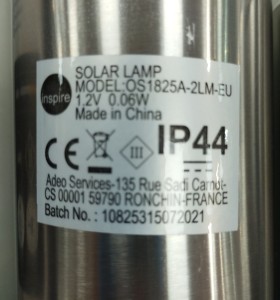 inspire
SOLAR LAMP
MODEL:OS1825A-2LM-EU
1.2V 0.06W
Made in China
CE
III
IP44
Adeo Services-135 Rue Sadi Carnot-
CS 00001 59790 RONCHIN-FRANCE
Batch No. : 10825315072021